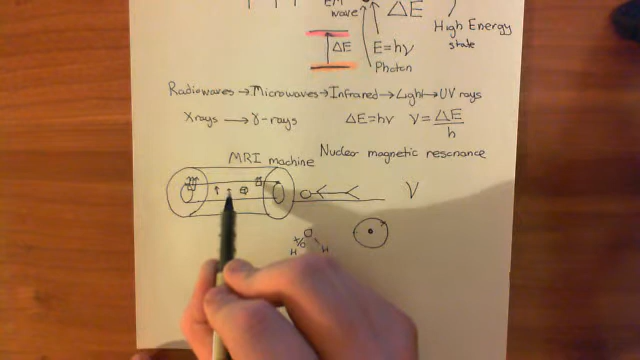 EM
wave
ΔE
High Energy
state
ΔE
E=hν
Photon
Radiowaves→Microwaves→Infrared→Light→UV rays
Xrays → γ-rays ΔE=hν ν=ΔE/h
MRI machine Nuclear magnetic resonance
ν
O
H H